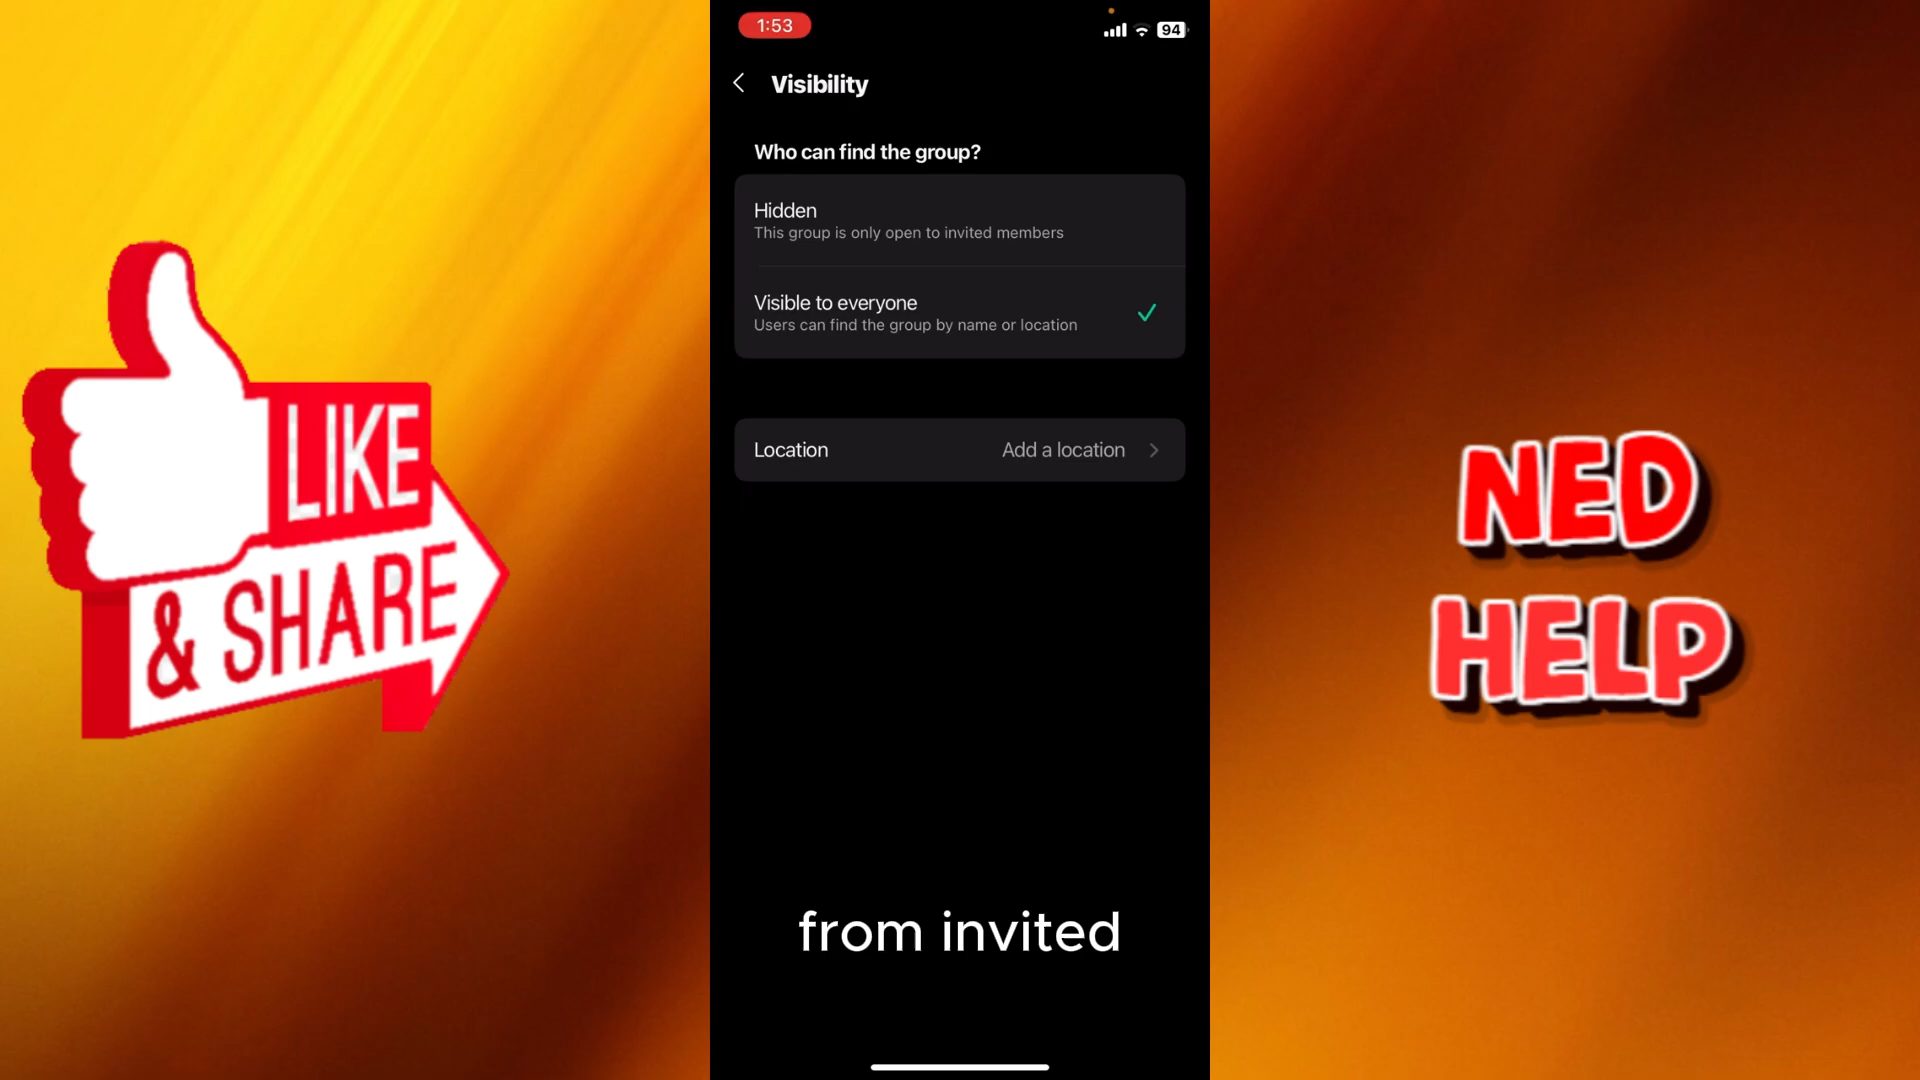 1:53
94
Visibility
Who can find the group?
Hidden
This group is only open to invited members
Visible to everyone
Users can find the group by name or location
Location Add a location
from invited
LIKE
& SHARE
NED
HELP